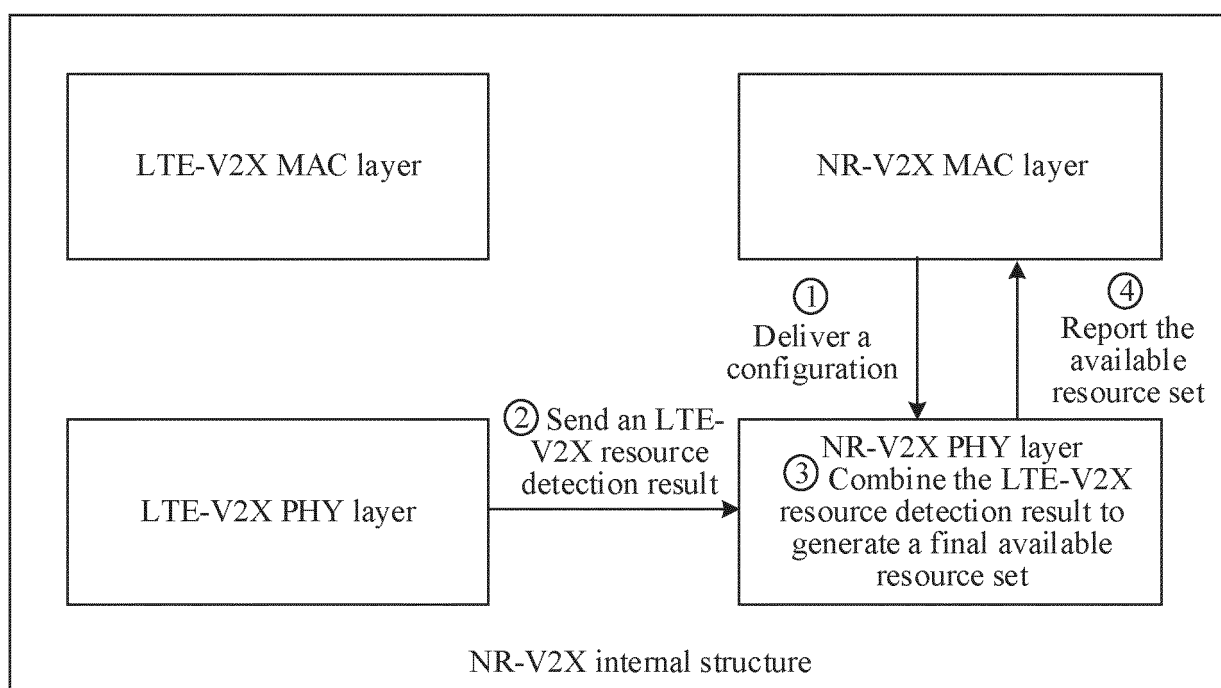 LTE-V2X MAC layer
NR-V2X MAC layer
①
Deliver a
configuration
④
Report the
available
resource set
② Send an LTE-
V2X resource
detection result
LTE-V2X PHY layer
NR-V2X PHY layer
③ Combine the LTE-V2X
resource detection result to
generate a final available
resource set
NR-V2X internal structure